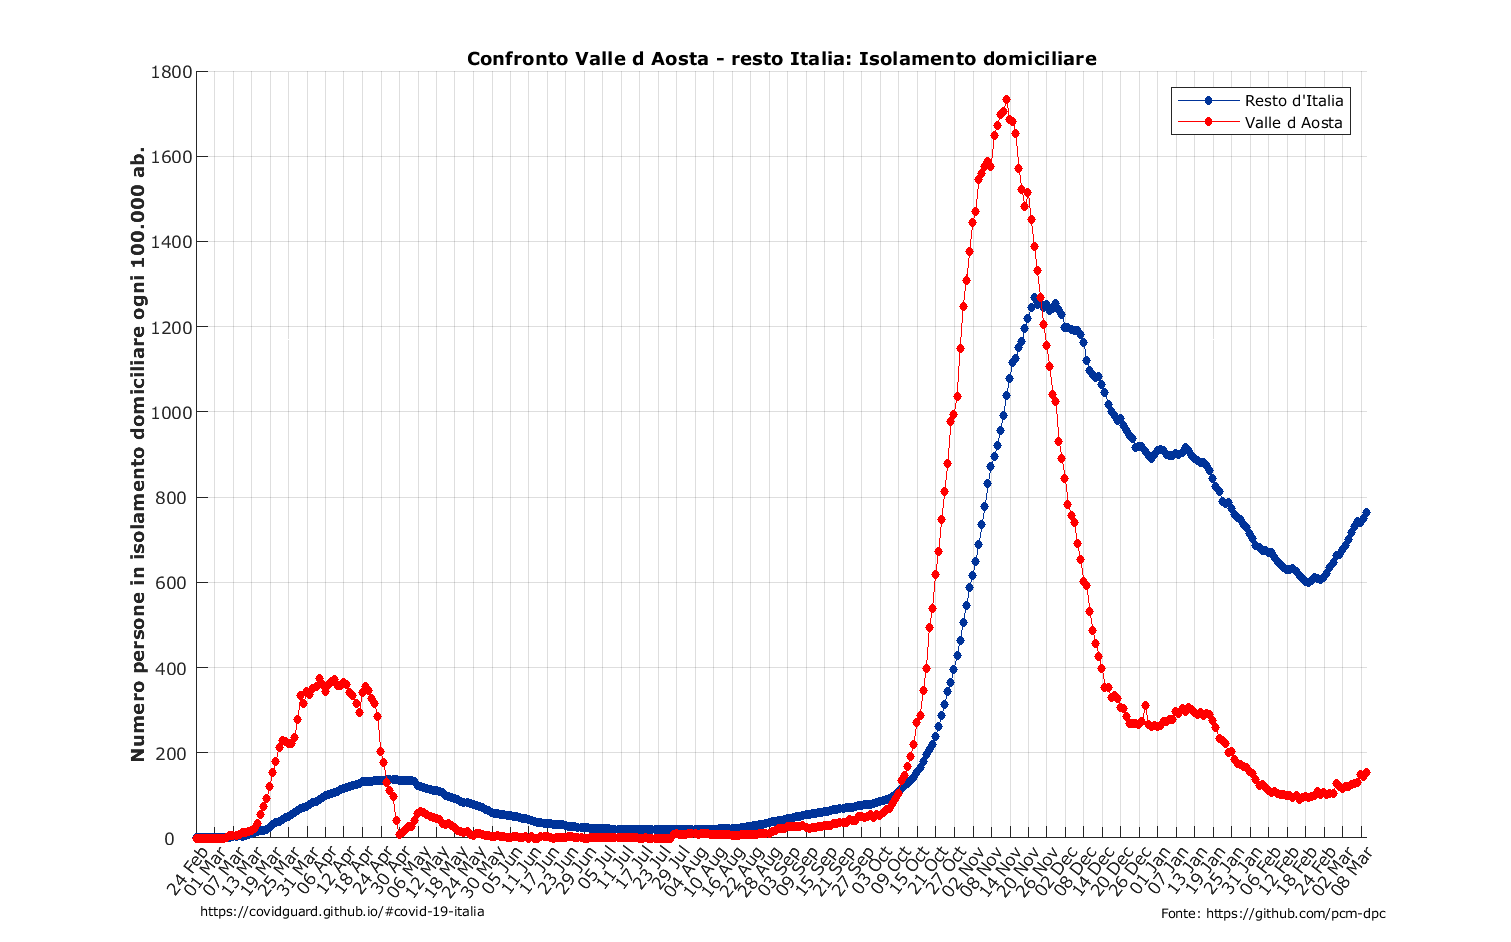 Confronto Valle d Aosta - resto Italia: Isolamento domiciliare
Numero persone in isolamento domiciliare ogni 100.000 ab.
1800
1600
1400
1200
1000
800
600
400
200
0
Resto d'Italia
Valle d Aosta
24 Feb
01 Mar
07 Mar
13 Mar
19 Mar
25 Mar
31 Mar
06 Apr
12 Apr
18 Apr
24 Apr
30 Apr
06 May
12 May
18 May
24 May
30 May
05 Jun
11 Jun
17 Jun
23 Jun
29 Jun
05 Jul
11 Jul
17 Jul
23 Jul
29 Jul
04 Aug
10 Aug
16 Aug
22 Aug
28 Aug
03 Sep
09 Sep
15 Sep
21 Sep
27 Sep
03 Oct
09 Oct
15 Oct
21 Oct
27 Oct
02 Nov
08 Nov
14 Nov
20 Nov
26 Nov
02 Dec
08 Dec
14 Dec
20 Dec
26 Dec
01 Jan
07 Jan
13 Jan
19 Jan
25 Jan
31 Jan
06 Feb
12 Feb
18 Feb
24 Feb
02 Mar
08 Mar
https://covidguard.github.io/#covid-19-italia
Fonte: https://github.com/pcm-dpc